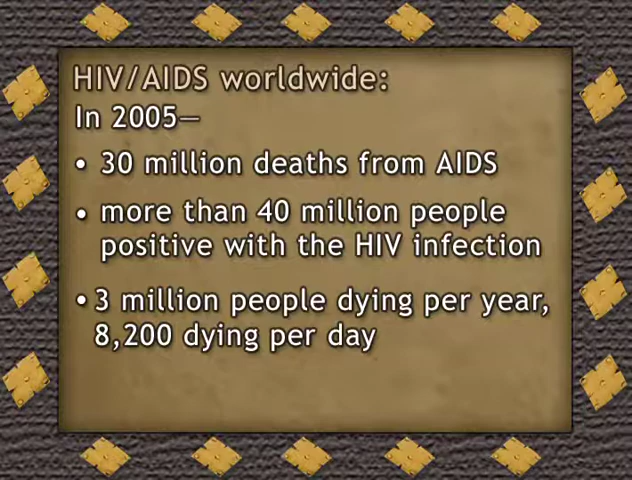 HIV/AIDS worldwide:
In 2005—
• 30 million deaths from AIDS
• more than 40 million people
positive with the HIV infection
• 3 million people dying per year,
8,200 dying per day